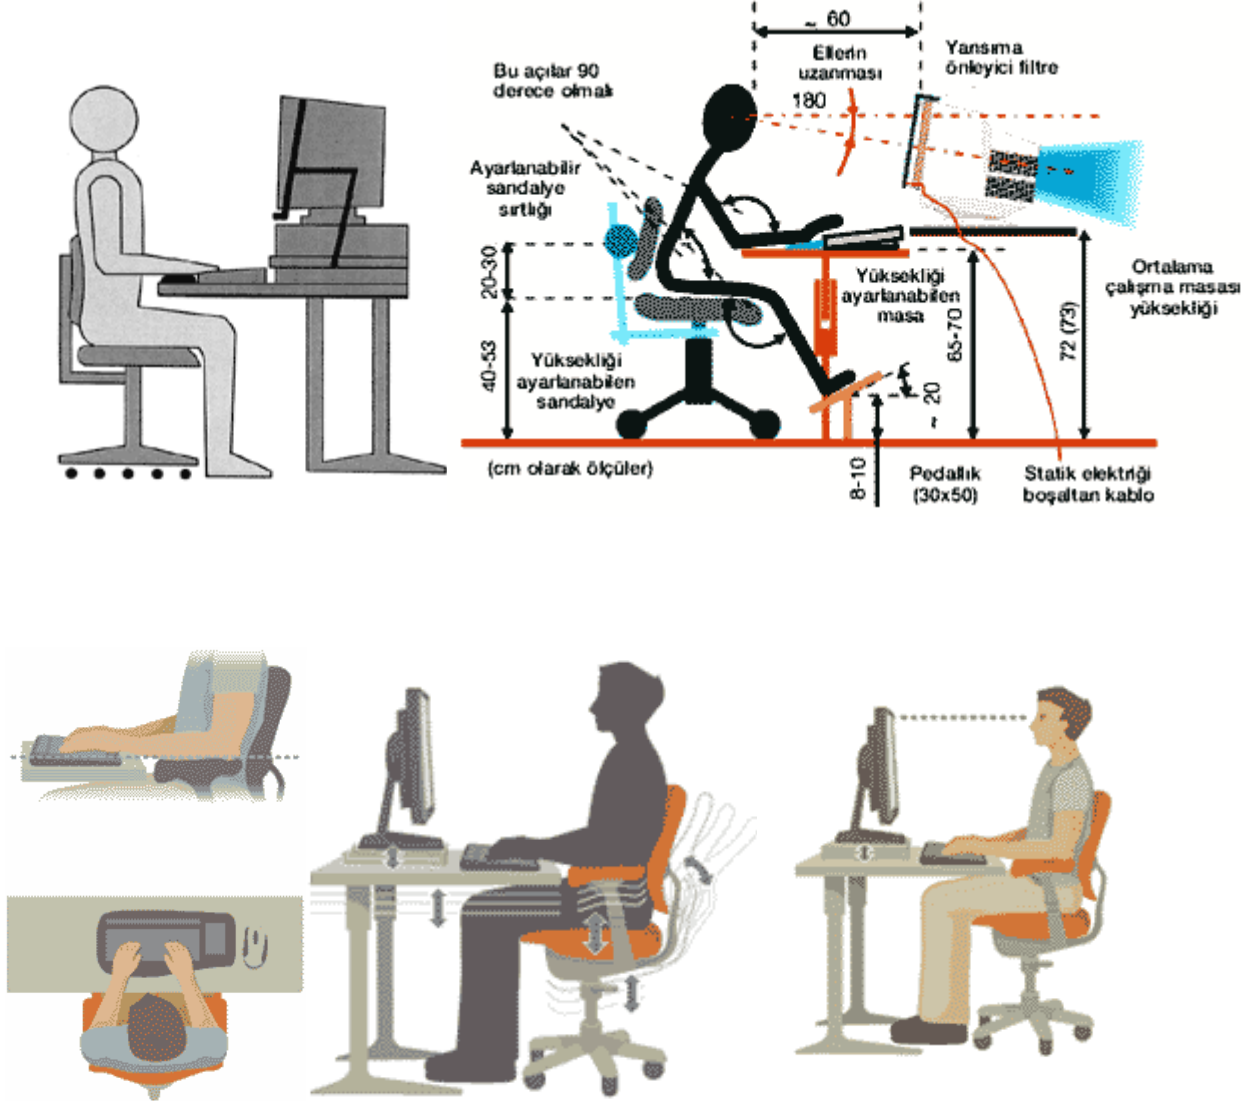 ~ 60
Ellerin
uzanması
Yansıma
önleyici filtre
Bu açılar 90
derece olmalı
180
Ayarlanabilir
sandalye
sırtlığı
20-30
Yüksekliği
ayarlanabilen
masa
Ortalama
çalışma masası
yüksekliği
40-53
Yüksekliği
ayarlanabilen
sandalye
65-70
72 (73)
~ 20
(cm olarak ölçüler)
8-10
Pedallık
(30x50)
Statik elektriği
boşaltan kablo